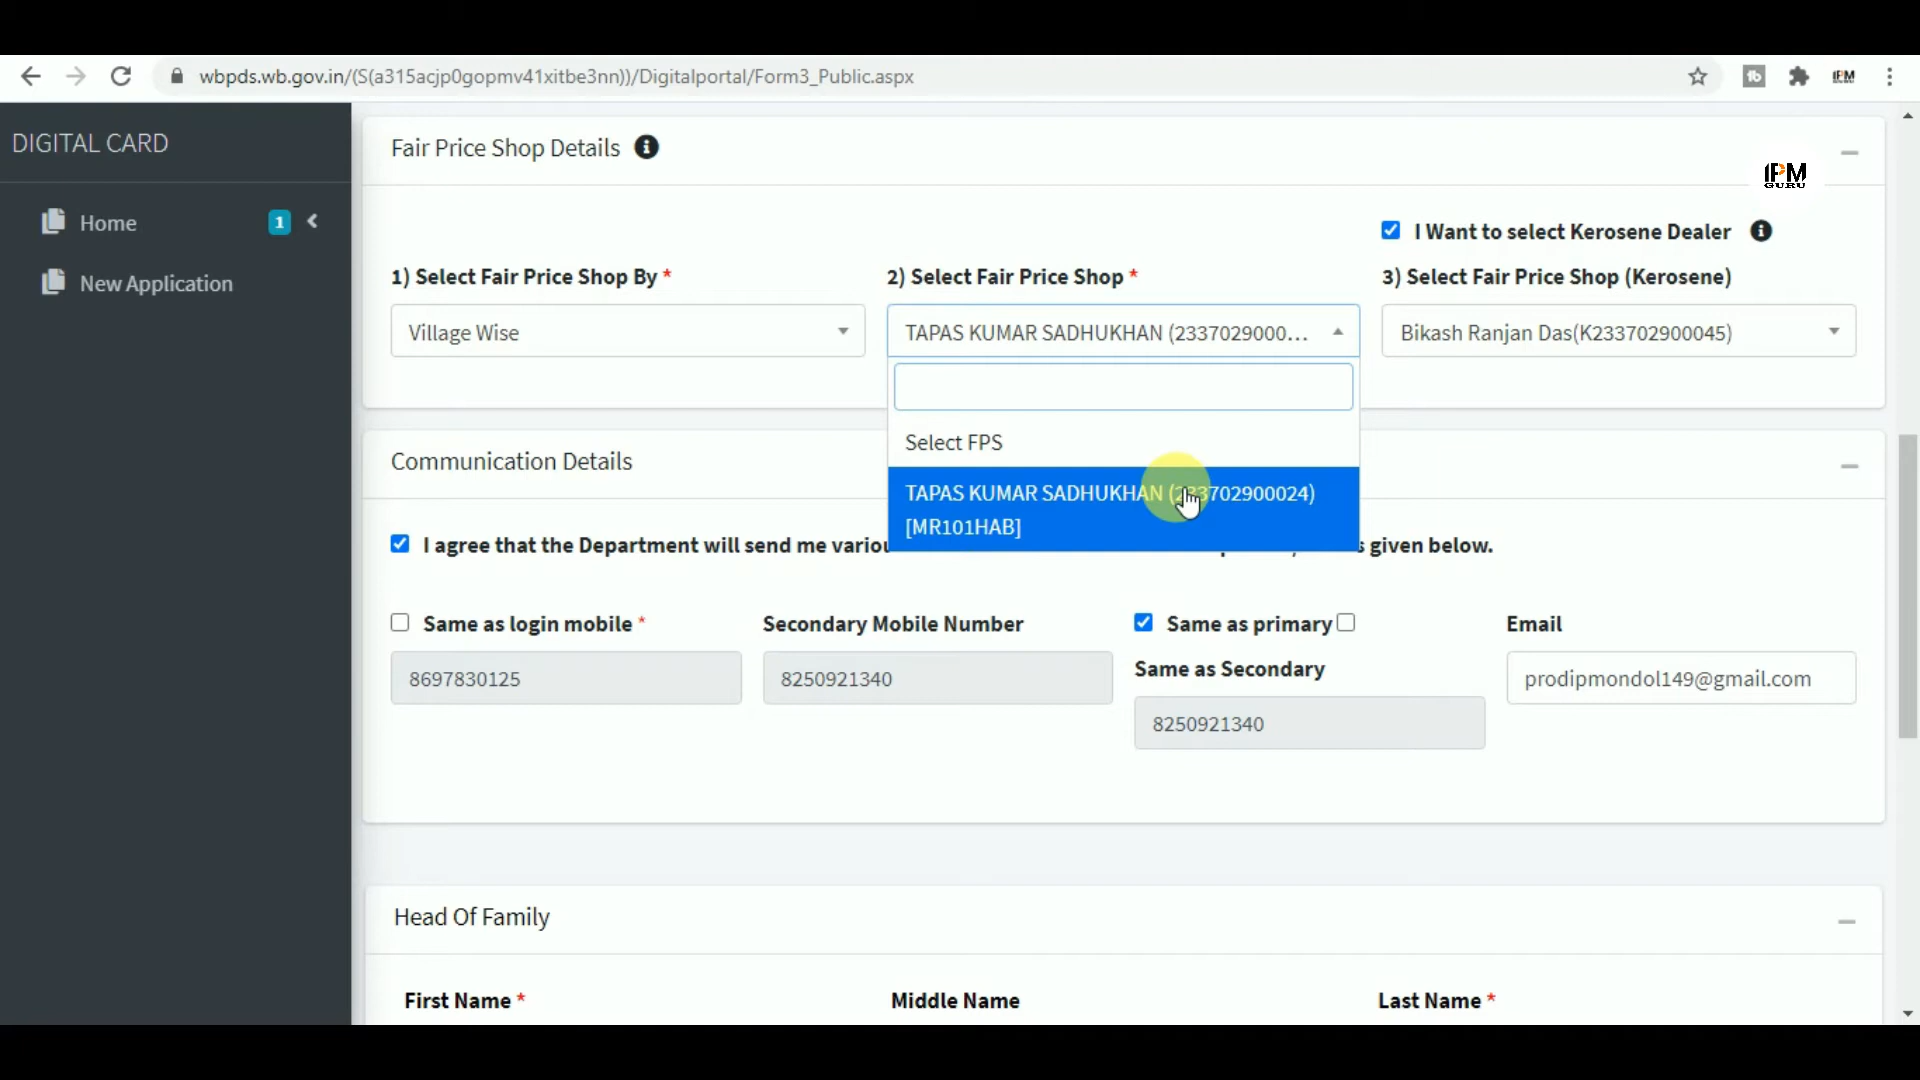 wbpds.wb.gov.in/(S(a315acjp0gopmv41xitbe3nn))/Digitalportal/Form3_Public.aspx
IPM
DIGITAL CARD
Home 1
New Application
Fair Price Shop Details
IPM
GURU
I Want to select Kerosene Dealer
1) Select Fair Price Shop By *
2) Select Fair Price Shop *
3) Select Fair Price Shop (Kerosene)
Village Wise
TAPAS KUMAR SADHUKHAN (2337029000...
Bikash Ranjan Das(K233702900045)
Select FPS
TAPAS KUMAR SADHUKHAN (233702900024)
[MR101HAB]
Communication Details
I agree that the Department will send me given below.
Same as login mobile *
Secondary Mobile Number
Same as primary
Email
Same as Secondary
8697830125
8250921340
8250921340
prodipmondol149@gmail.com
Head Of Family
First Name *
Middle Name
Last Name *